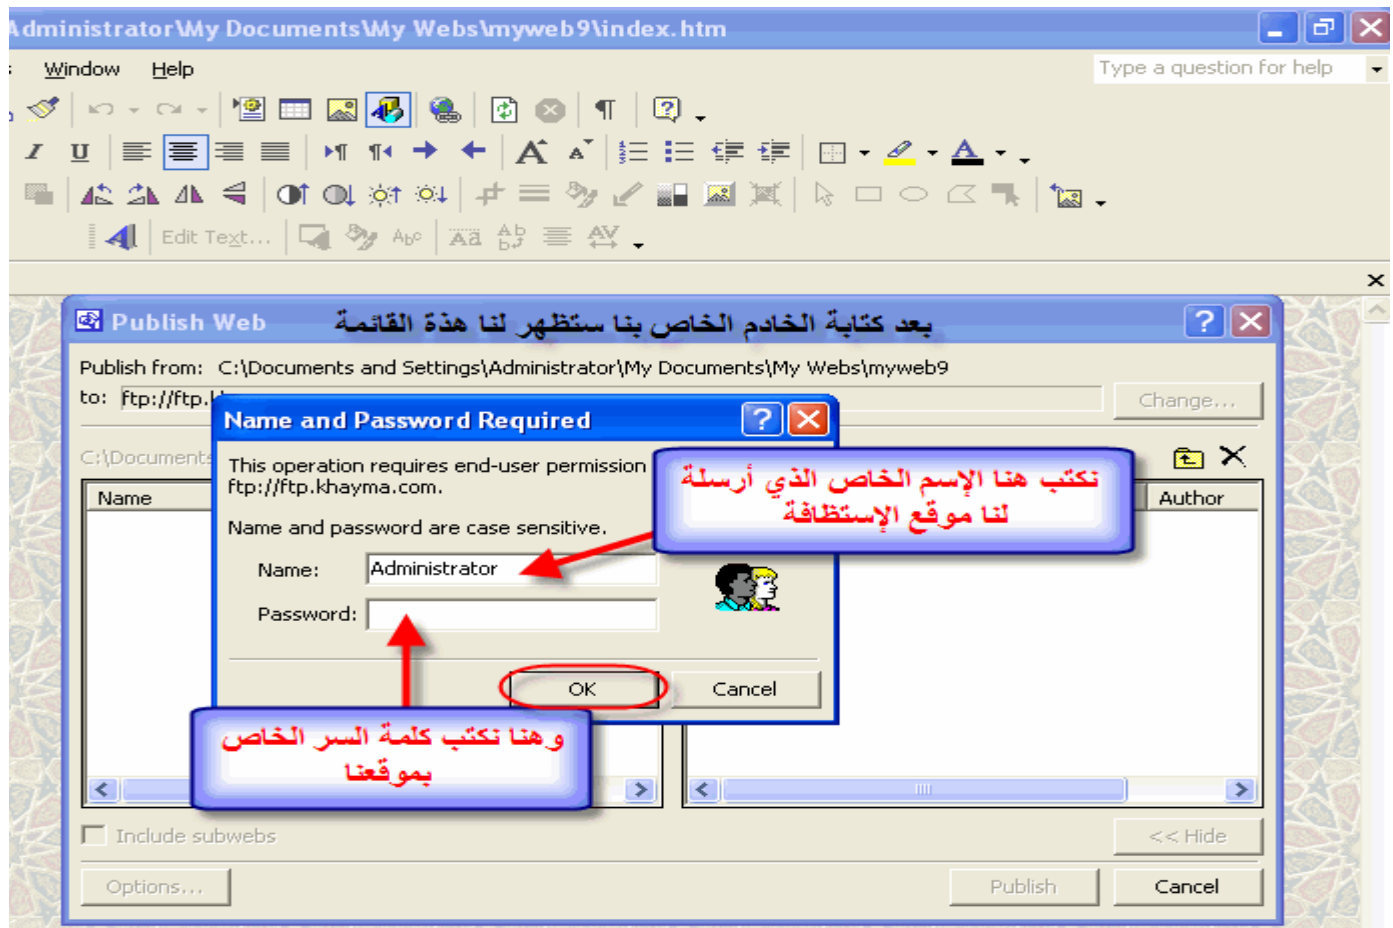 Administrator\My Documents\My Webs\myweb9\index.htm
Window Help Type a question for help
Edit Text...
Publish Web بعد كتابة الخادم الخاص بنا ستظهر لنا هذة القائمة
Publish from: C:\Documents and Settings\Administrator\My Documents\My Webs\myweb9
to: ftp://ftp. Change...
Name and Password Required
C:\Documents
This operation requires end-user permission
ftp://ftp.khayma.com.
نكتب هنا الإسم الخاص الذي أرسلة
لنا موقع الإستظافة
Name Author
Name and password are case sensitive.
Name: Administrator
Password:
OK Cancel
وهنا نكتب كلمة السر الخاص
بموقعنا
Include subwebs << Hide
Options... Publish Cancel